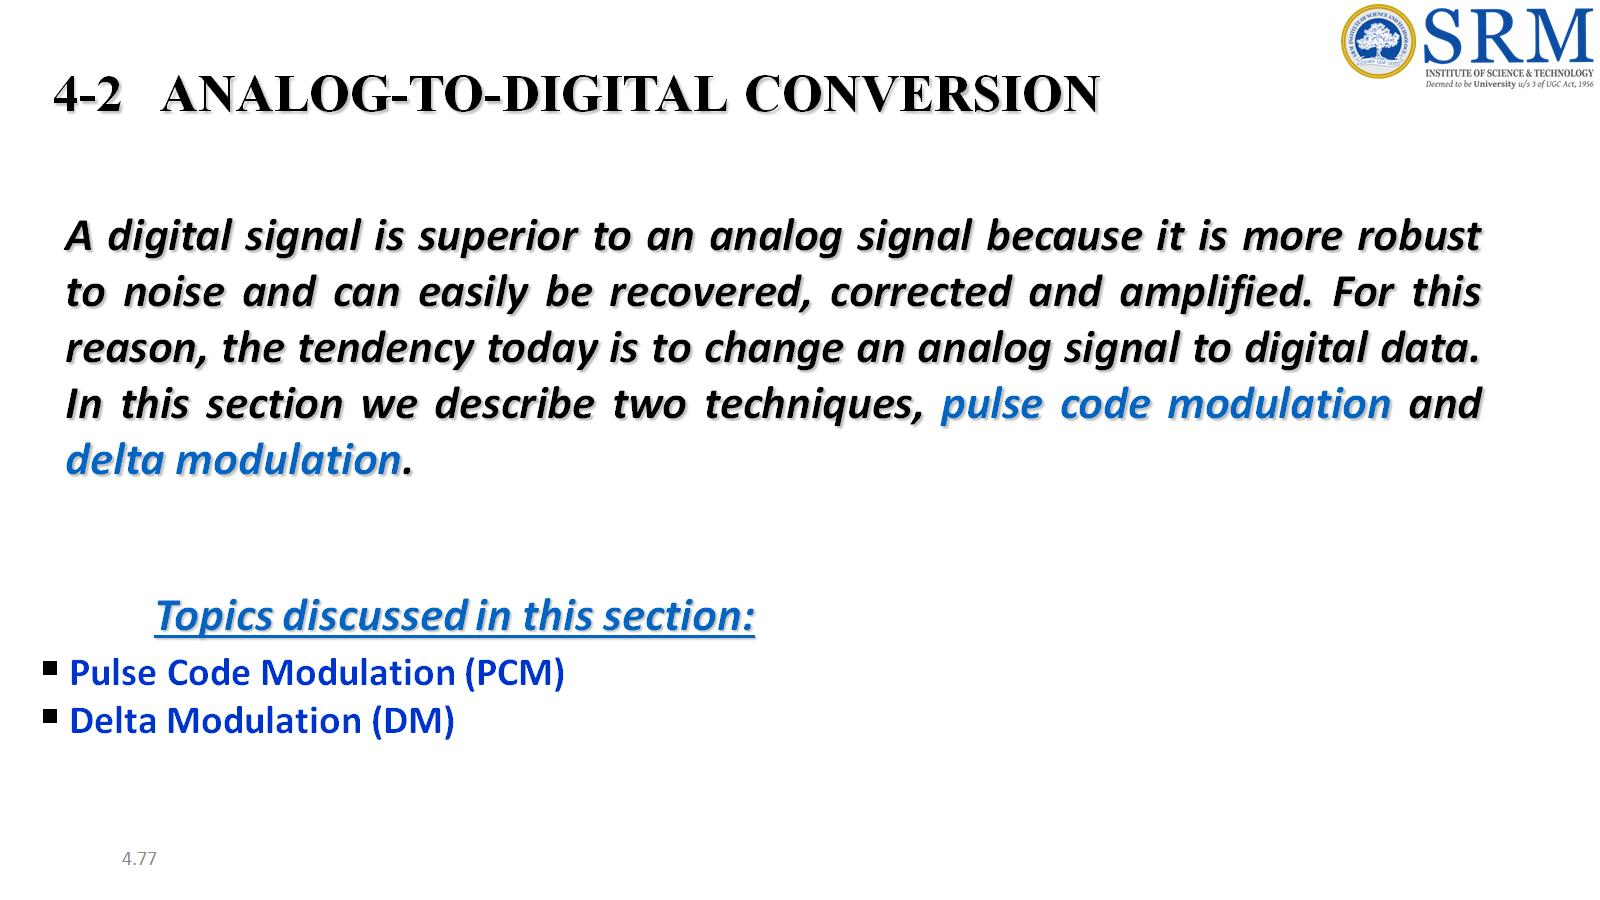 SRM
INSTITUTE OF SCIENCE & TECHNOLOGY
Deemed to be University u/s 3 of UGC Act, 1956
4-2 ANALOG-TO-DIGITAL CONVERSION
A digital signal is superior to an analog signal because it is more robust
to noise and can easily be recovered, corrected and amplified. For this
reason, the tendency today is to change an analog signal to digital data.
In this section we describe two techniques, pulse code modulation and
delta modulation.
Topics discussed in this section:
▪ Pulse Code Modulation (PCM)
▪ Delta Modulation (DM)
4.77